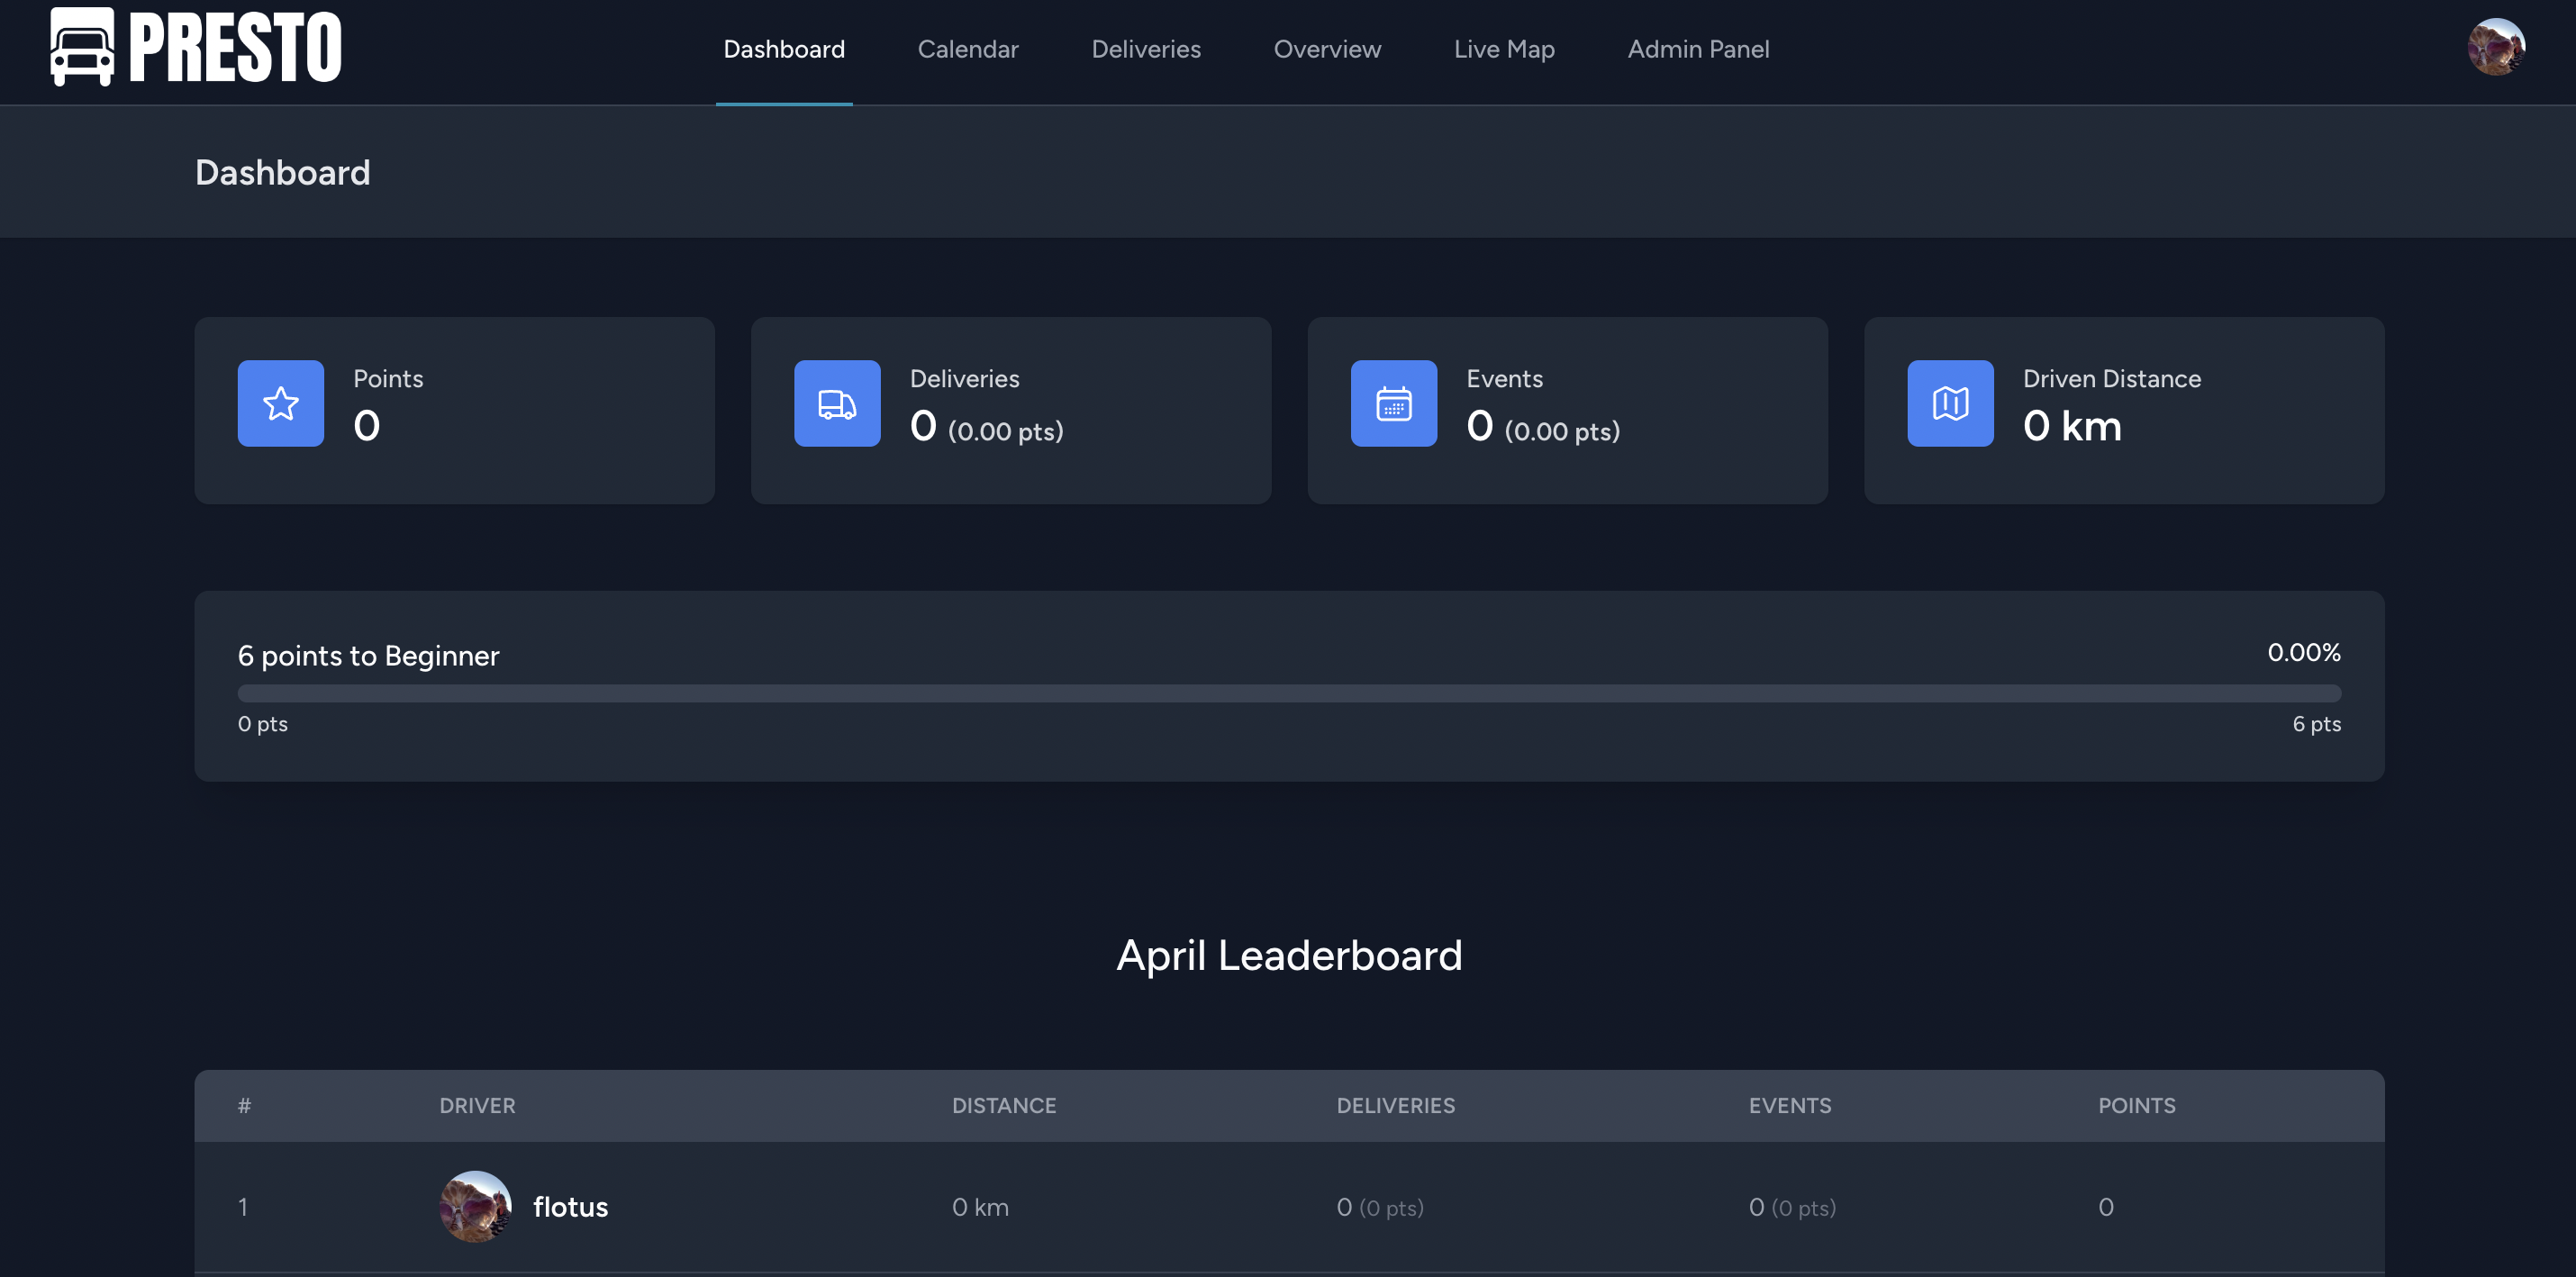 PRESTO
Dashboard Calendar Deliveries Overview Live Map Admin Panel
Dashboard
Points
0
Deliveries
0 (0.00 pts)
Events
0 (0.00 pts)
Driven Distance
0 km
6 points to Beginner
0.00%
0 pts
6 pts
April Leaderboard
# DRIVER DISTANCE DELIVERIES EVENTS POINTS
1 flotus 0 km 0 (0 pts) 0 (0 pts) 0